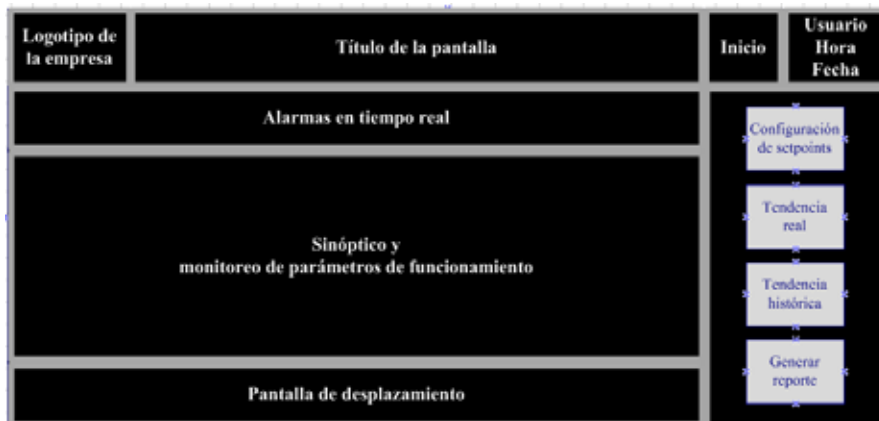 Logotipo de
la empresa
Título de la pantalla
Inicio
Usuario
Hora
Fecha
Alarmas en tiempo real
Configuración
de setpoints
Tendencia
real
Sinóptico y
monitoreo de parámetros de funcionamiento
Tendencia
histórica
Generar
reporte
Pantalla de desplazamiento